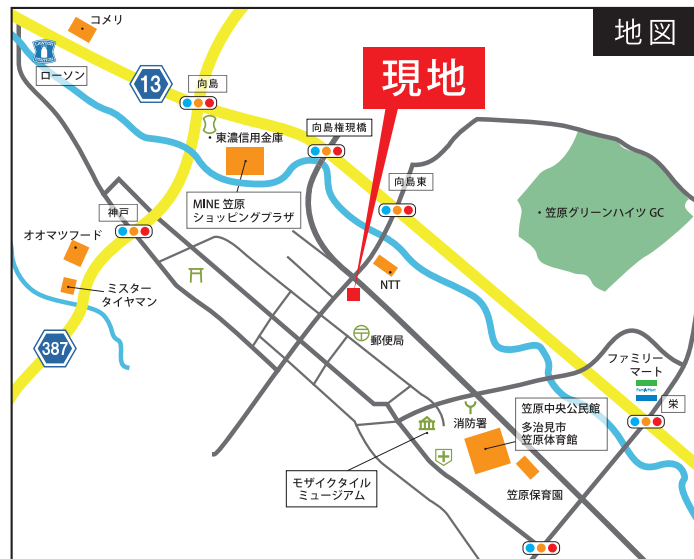 地図
コメリ
ローソン
13
向島
現地
・東濃信用金庫
向島権現橋
MINE 笠原
ショッピングプラザ
向島東
神戸
・笠原グリーンハイツ GC
オオマツフード
ミスター
タイヤマン
NTT
387
郵便局
ファミリー
マート
FamilyMart
栄
消防署
笠原中央公民館
多治見市
笠原体育館
モザイクタイル
ミュージアム
笠原保育園